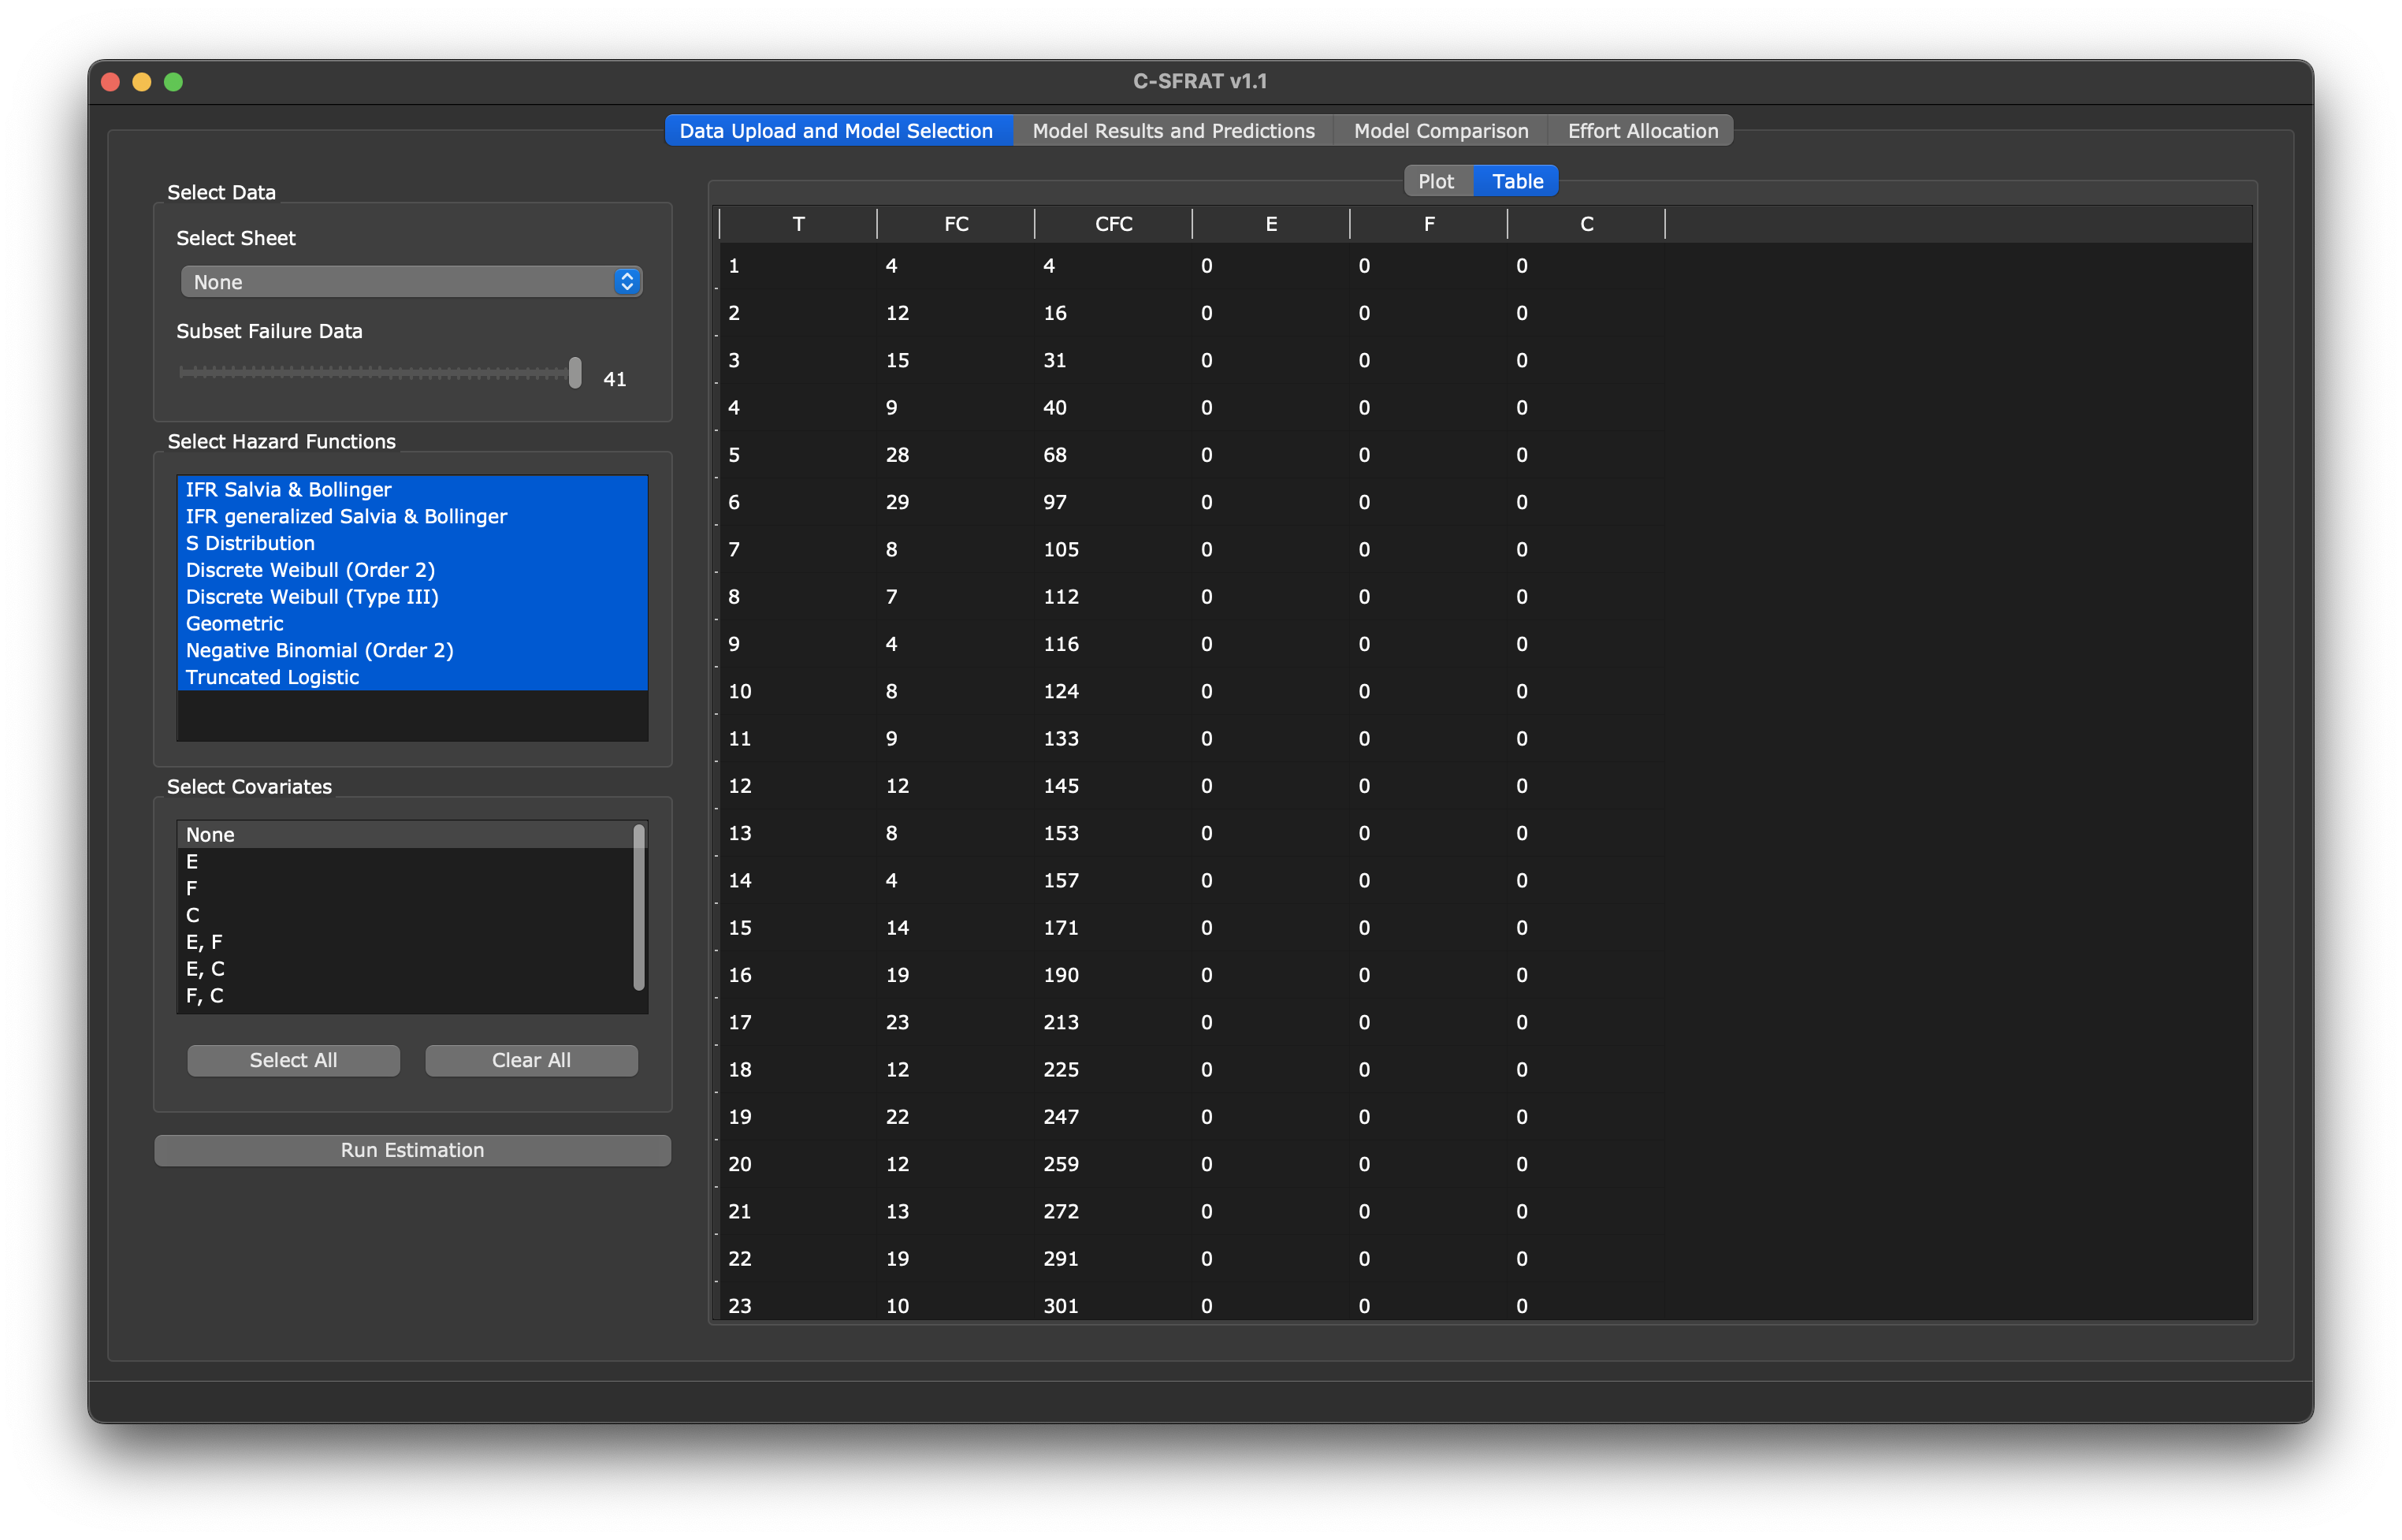 C-SFRAT v1.1
Data Upload and Model Selection Model Results and Predictions Model Comparison Effort Allocation
Select Data
Select Sheet
None
Subset Failure Data
41
Select Hazard Functions
IFR Salvia & Bollinger
IFR generalized Salvia & Bollinger
S Distribution
Discrete Weibull (Order 2)
Discrete Weibull (Type III)
Geometric
Negative Binomial (Order 2)
Truncated Logistic
Select Covariates
None
E
F
C
E, F
E, C
F, C
Select All Clear All
Run Estimation
Plot Table
T FC CFC E F C
1 4 4 0 0 0
2 12 16 0 0 0
3 15 31 0 0 0
4 9 40 0 0 0
5 28 68 0 0 0
6 29 97 0 0 0
7 8 105 0 0 0
8 7 112 0 0 0
9 4 116 0 0 0
10 8 124 0 0 0
11 9 133 0 0 0
12 12 145 0 0 0
13 8 153 0 0 0
14 4 157 0 0 0
15 14 171 0 0 0
16 19 190 0 0 0
17 23 213 0 0 0
18 12 225 0 0 0
19 22 247 0 0 0
20 12 259 0 0 0
21 13 272 0 0 0
22 19 291 0 0 0
23 10 301 0 0 0